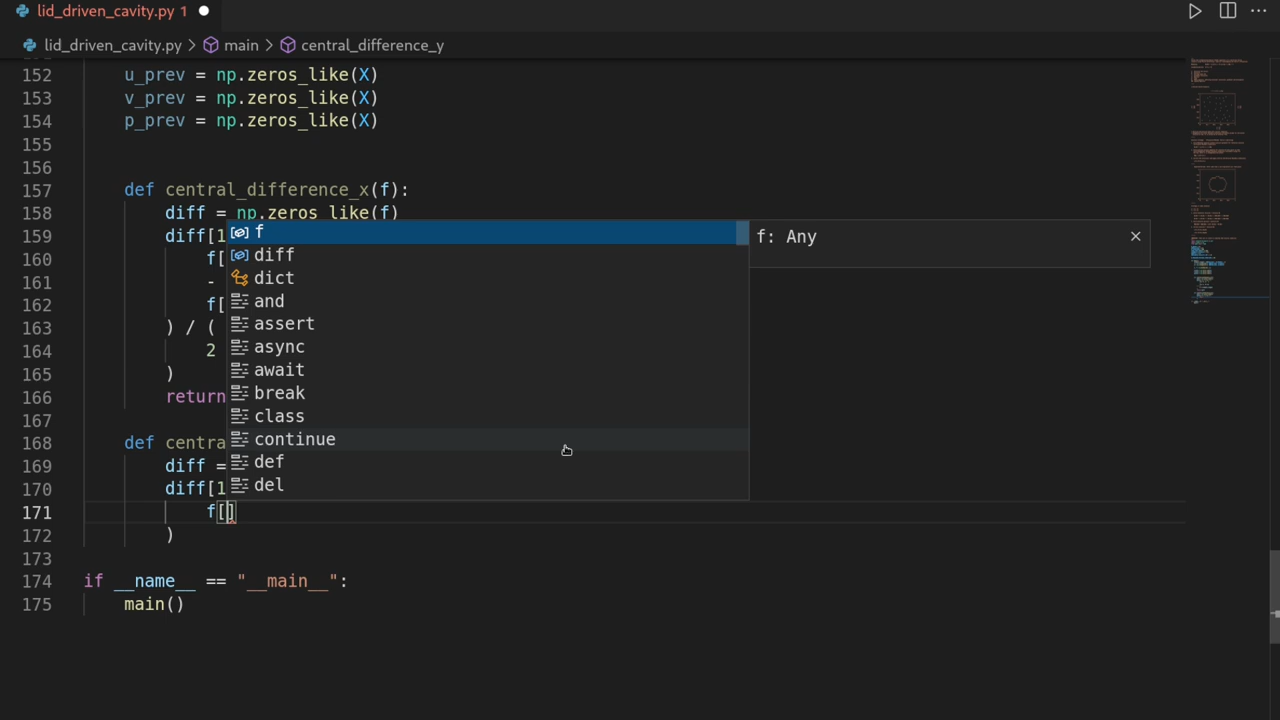 lid_driven_cavity.py 1
lid_driven_cavity.py > main > central_difference_y
152 u_prev = np.zeros_like(X)
153 v_prev = np.zeros_like(X)
154 p_prev = np.zeros_like(X)
155
156
157 def central_difference_x(f):
158 diff = np.zeros_like(f)
159 diff[1
160 f[
161 -
162 f[
163 ) / (
164 2
165 )
166 return
167
168 def centra
169 diff =
170 diff[1
171 f[]
172 )
173
174 if __name__ == "__main__":
175 main()
f
diff
dict
and
assert
async
await
break
class
continue
def
del
f: Any